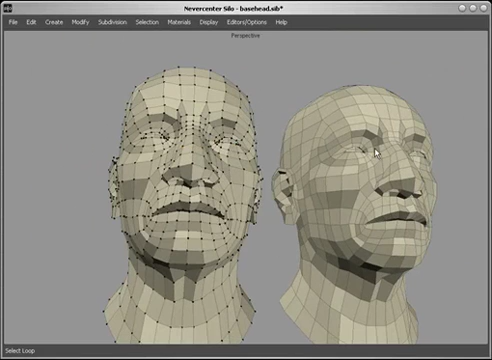 Nevercenter Silo - basehead.sib*
File Edit Create Modify Subdivision Selection Materials Display Editors/Options Help
Perspective
Select Loop